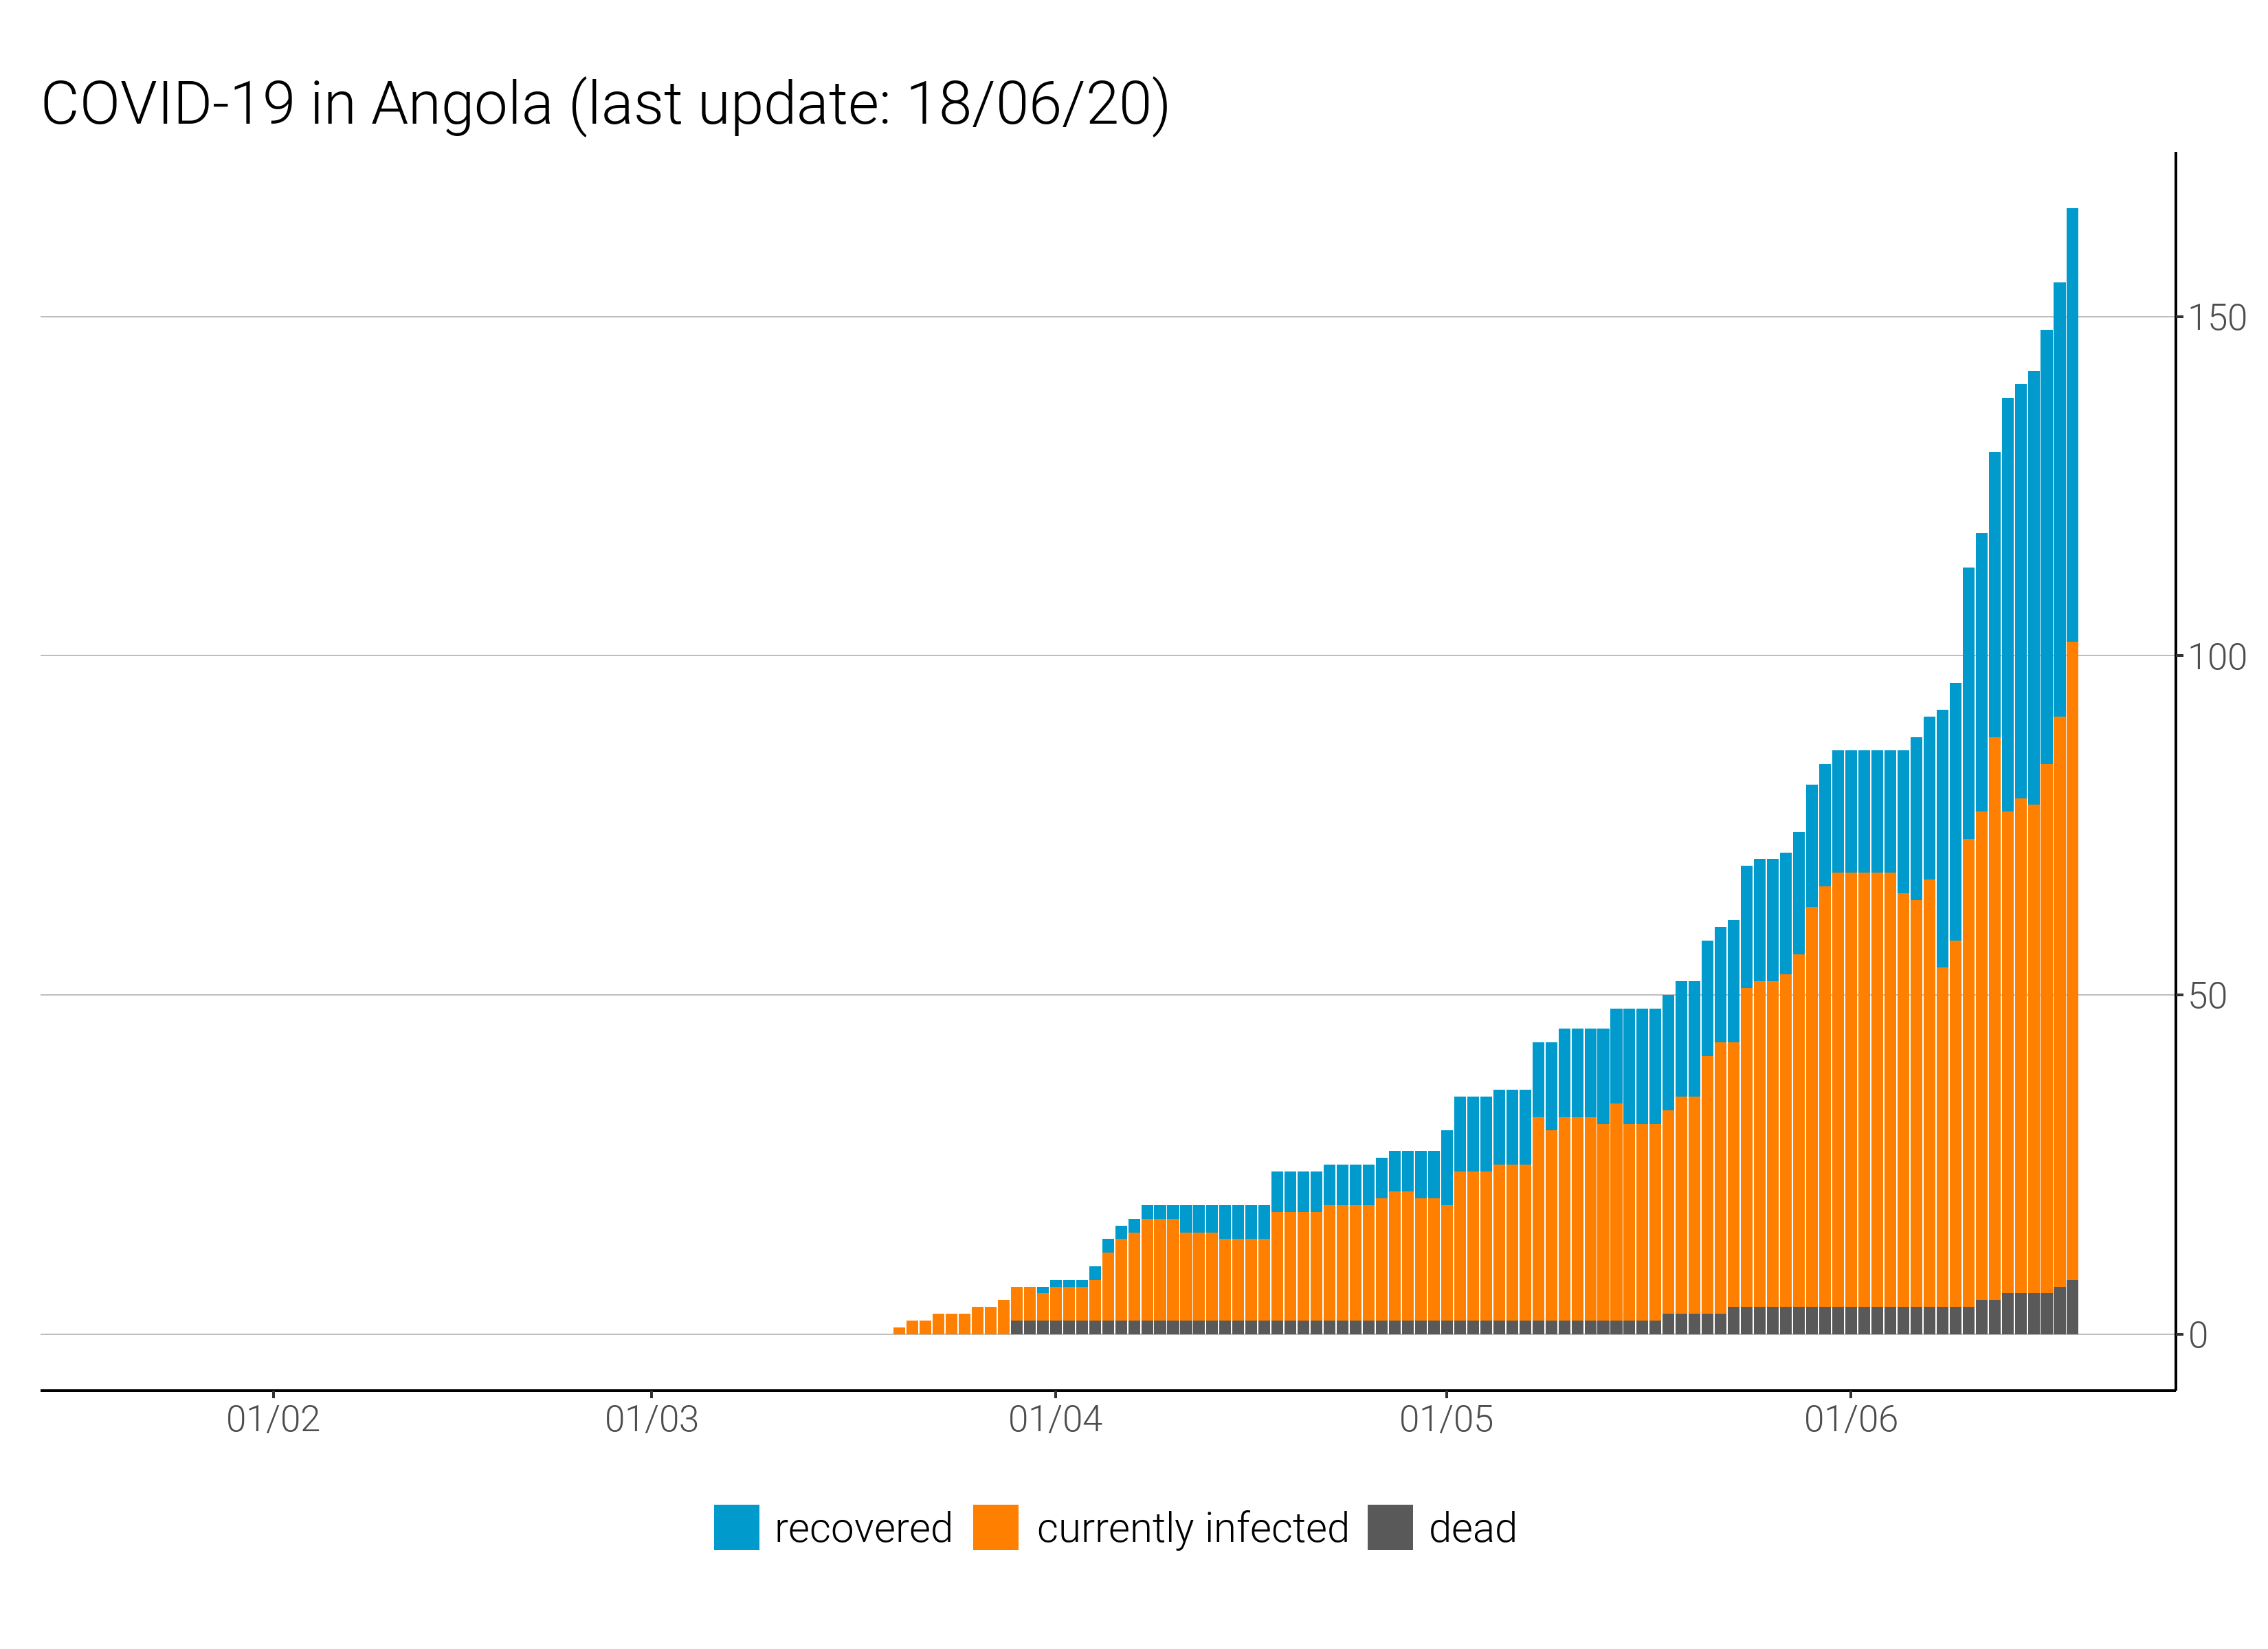 COVID-19 in Angola (last update: 18/06/20)
150
100
50
0
01/02 01/03 01/04 01/05 01/06
recovered currently infected dead